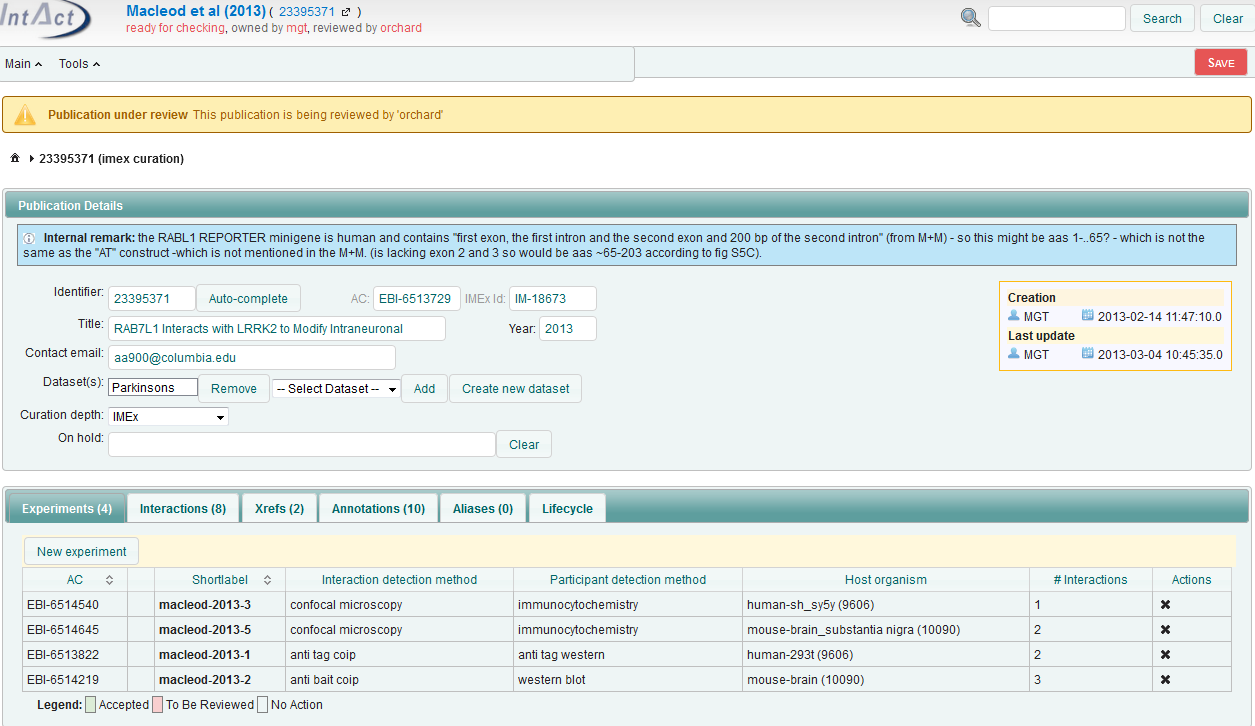 IntAct
Macleod et al (2013) ( 23395371 )
ready for checking, owned by mgt, reviewed by orchard
Search
Clear
Main
Tools
SAVE
Publication under review This publication is being reviewed by 'orchard'
23395371 (imex curation)
Publication Details
Internal remark: the RABL1 REPORTER minigene is human and contains "first exon, the first intron and the second exon and 200 bp of the second intron" (from M+M) - so this might be aas 1-..65? - which is not the
same as the "AT" construct -which is not mentioned in the M+M. (is lacking exon 2 and 3 so would be aas ~65-203 according to fig S5C).
Identifier: 23395371 Auto-complete AC: EBI-6513729 IMEx Id: IM-18673
Title: RAB7L1 Interacts with LRRK2 to Modify Intraneuronal Year: 2013
Contact email: aa900@columbia.edu
Dataset(s): Parkinsons Remove -- Select Dataset -- Add Create new dataset
Curation depth: IMEx
On hold: Clear
Creation
MGT 2013-02-14 11:47:10.0
Last update
MGT 2013-03-04 10:45:35.0
Experiments (4) Interactions (8) Xrefs (2) Annotations (10) Aliases (0) Lifecycle
New experiment
AC Shortlabel Interaction detection method Participant detection method Host organism # Interactions Actions
EBI-6514540 macleod-2013-3 confocal microscopy immunocytochemistry human-sh_sy5y (9606) 1
EBI-6514645 macleod-2013-5 confocal microscopy immunocytochemistry mouse-brain_substantia nigra (10090) 2
EBI-6513822 macleod-2013-1 anti tag coip anti tag western human-293t (9606) 2
EBI-6514219 macleod-2013-2 anti bait coip western blot mouse-brain (10090) 3
Legend: Accepted To Be Reviewed No Action